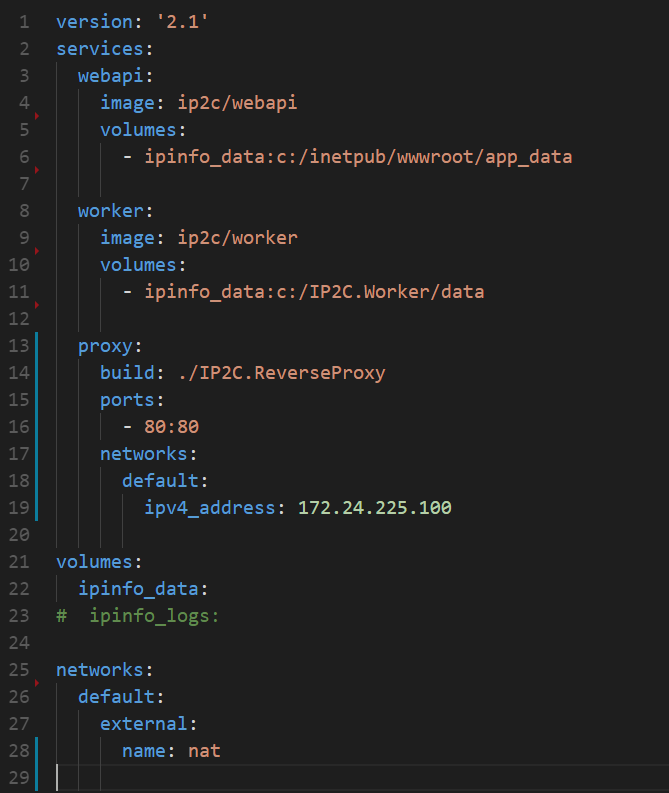 1 version: '2.1'
2 services:
3   webapi:
4     image: ip2c/webapi
5     volumes:
6       - ipinfo_data:c:/inetpub/wwwroot/app_data
7
8   worker:
9     image: ip2c/worker
10     volumes:
11       - ipinfo_data:c:/IP2C.Worker/data
12
13   proxy:
14     build: ./IP2C.ReverseProxy
15     ports:
16       - 80:80
17     networks:
18       default:
19         ipv4_address: 172.24.225.100
20
21 volumes:
22   ipinfo_data:
23 #  ipinfo_logs:
24
25 networks:
26   default:
27     external:
28       name: nat
29